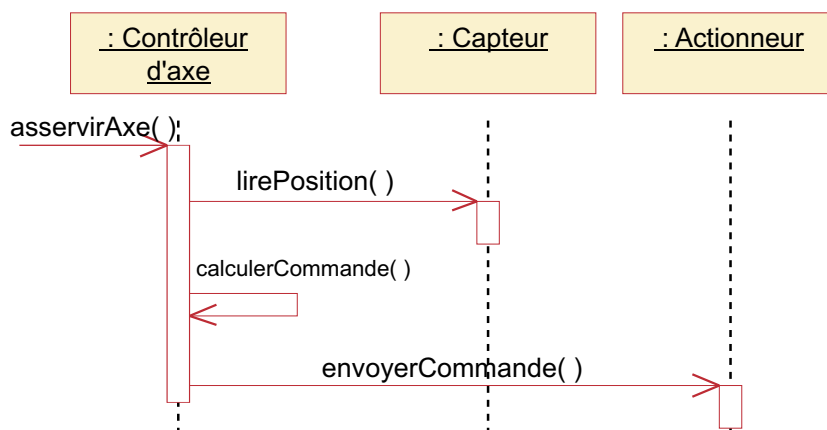 : Contrôleur
d'axe
: Capteur
: Actionneur
asservirAxe( )
lirePosition( )
calculerCommande( )
envoyerCommande( )